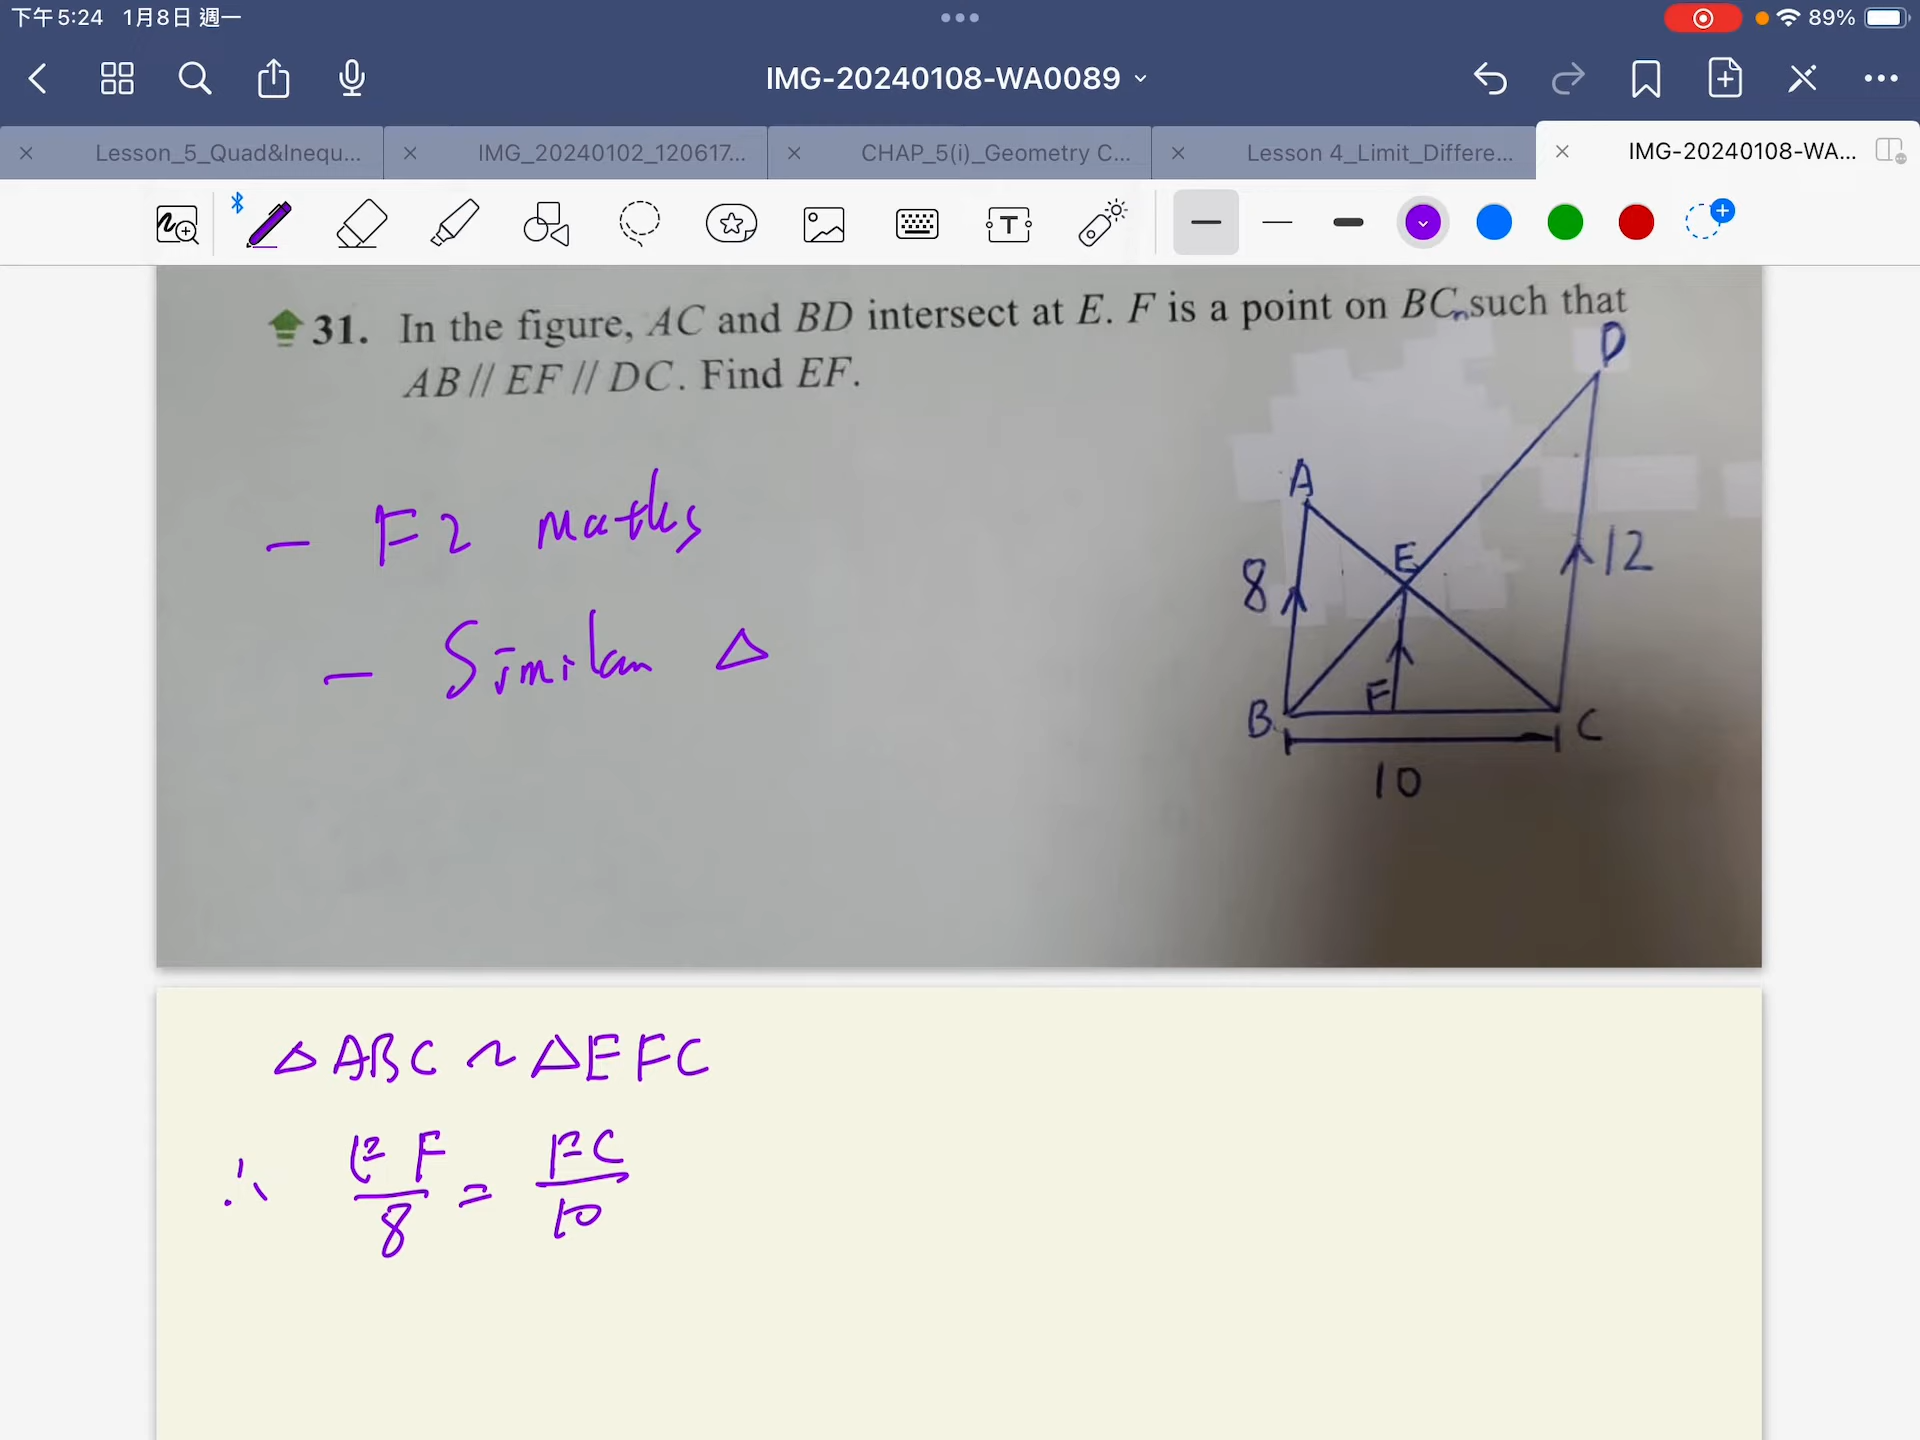 下午5:24 1月8日 週一
89%
IMG-20240108-WA0089
Lesson_5_Quad&Inequ...
IMG_20240102_120617...
CHAP_5(i)_Geometry C...
Lesson 4_Limit_Differe...
IMG-20240108-WA...
31. In the figure, AC and BD intersect at E. F is a point on BC such that
AB // EF // DC. Find EF.
D
A
E
8
12
F
B
C
10
- F2 maths
- Similar △
△ABC ~ △EFC
∴ EF/8 = FC/10